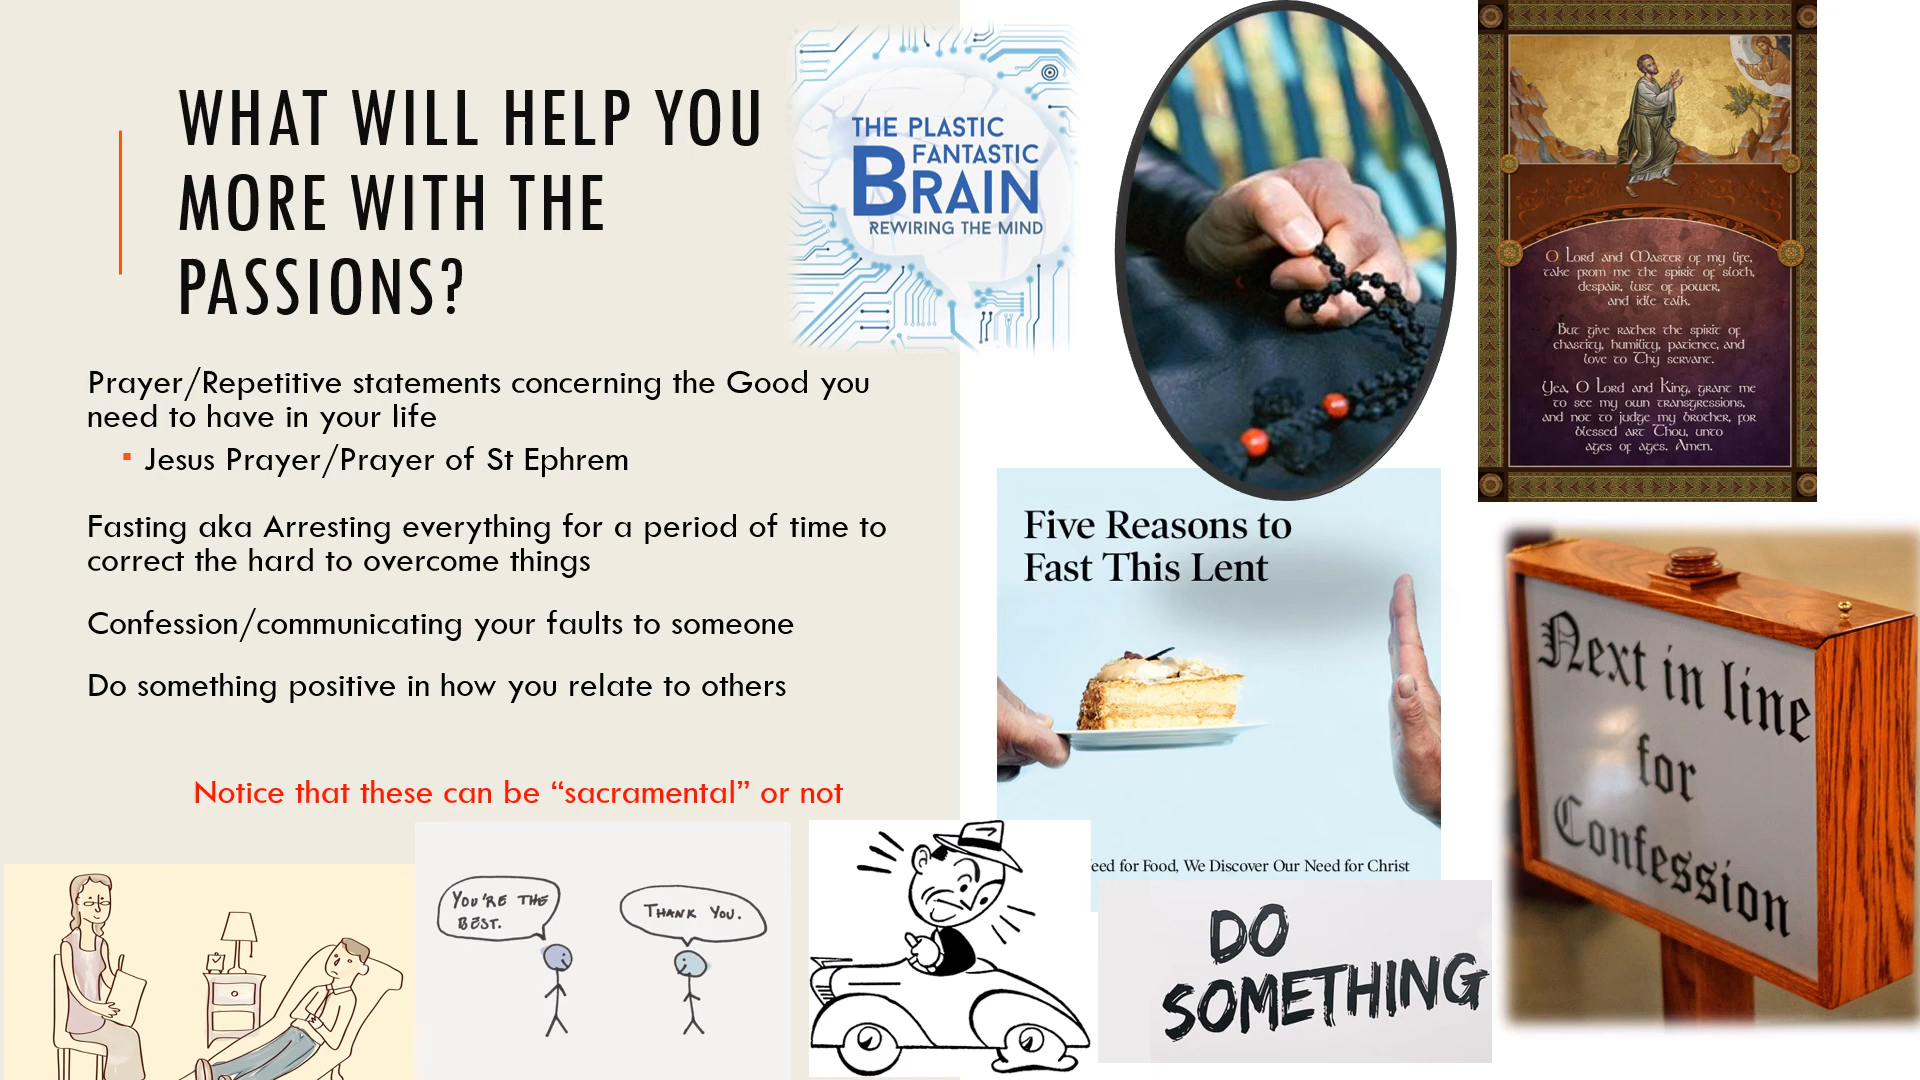 WHAT WILL HELP YOU
MORE WITH THE
PASSIONS?
Prayer/Repetitive statements concerning the Good you
need to have in your life
Jesus Prayer/Prayer of St Ephrem
Fasting aka Arresting everything for a period of time to
correct the hard to overcome things
Confession/communicating your faults to someone
Do something positive in how you relate to others
Notice that these can be “sacramental” or not
THE PLASTIC
FANTASTIC
BRAIN
REWIRING THE MIND
O Lord and Master of my life,
take from me the spirit of sloth,
despair, lust of power,
and idle talk.
But give rather the spirit of
chastity, humility, patience, and
love to Thy servant.
Yea, O Lord and King, grant me
to see my own transgressions,
and not to judge my brother, for
blessed art Thou, unto
ages of ages. Amen.
Five Reasons to
Fast This Lent
eed for Food, We Discover Our Need for Christ
Next in line
for
Confession
YOU'RE THE
BEST.
THANK YOU.
DO
SOMETHING